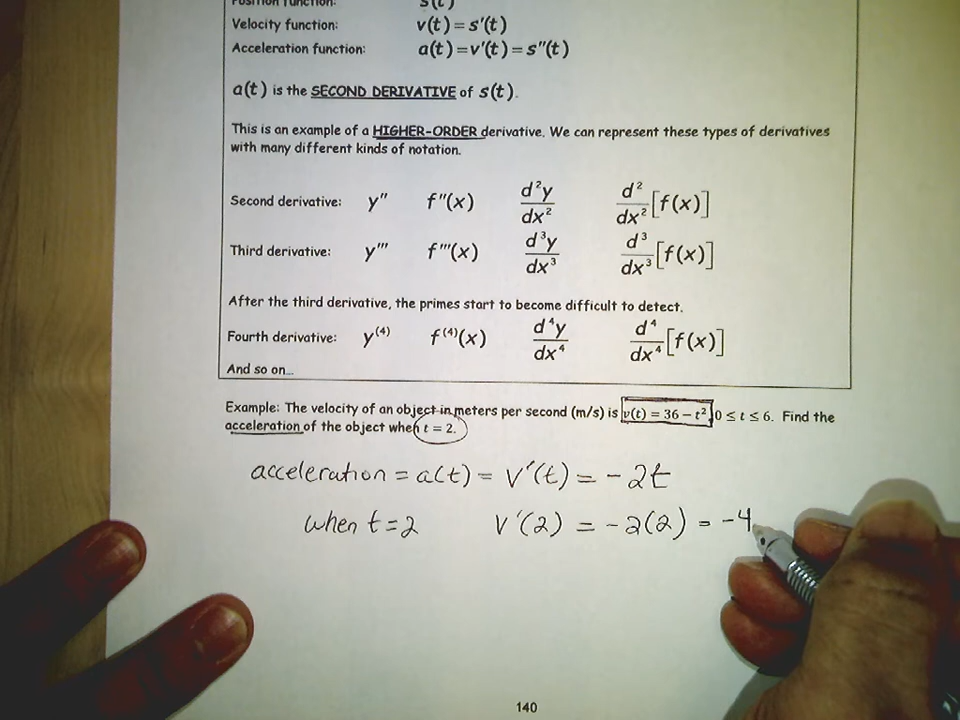 Position function: s(t)
Velocity function: v(t) = s′(t)
Acceleration function: a(t) = v′(t) = s″(t)
a(t) is the SECOND DERIVATIVE of s(t).
This is an example of a HIGHER-ORDER derivative. We can represent these types of derivatives
with many different kinds of notation.
Second derivative: y″ f″(x) d²y/dx² d²/dx² [f(x)]
Third derivative: y‴ f‴(x) d³y/dx³ d³/dx³ [f(x)]
After the third derivative, the primes start to become difficult to detect.
Fourth derivative: y⁽⁴⁾ f⁽⁴⁾(x) d⁴y/dx⁴ d⁴/dx⁴ [f(x)]
And so on...
Example: The velocity of an object in meters per second (m/s) is v(t) = 36 − t², 0 ≤ t ≤ 6. Find the
acceleration of the object when t = 2.
acceleration = a(t) = v′(t) = −2t
when t = 2 v′(2) = −2(2) = −4
140